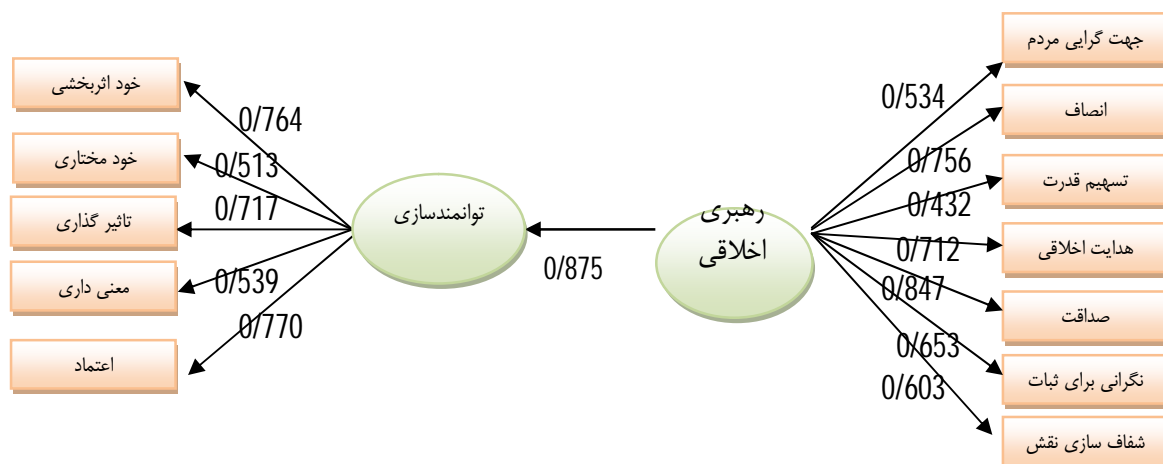 جهت گرایی مردم
انصاف
تسهیم قدرت
هدایت اخلاقی
صداقت
نگرانی برای ثبات
شفاف سازی نقش
0/534
0/756
0/432
0/712
0/847
0/653
0/603
رهبری
اخلاقی
0/875
توانمندسازی
0/764
0/513
0/717
0/539
0/770
خود اثربخشی
خود مختاری
تاثیر گذاری
معنی داری
اعتماد